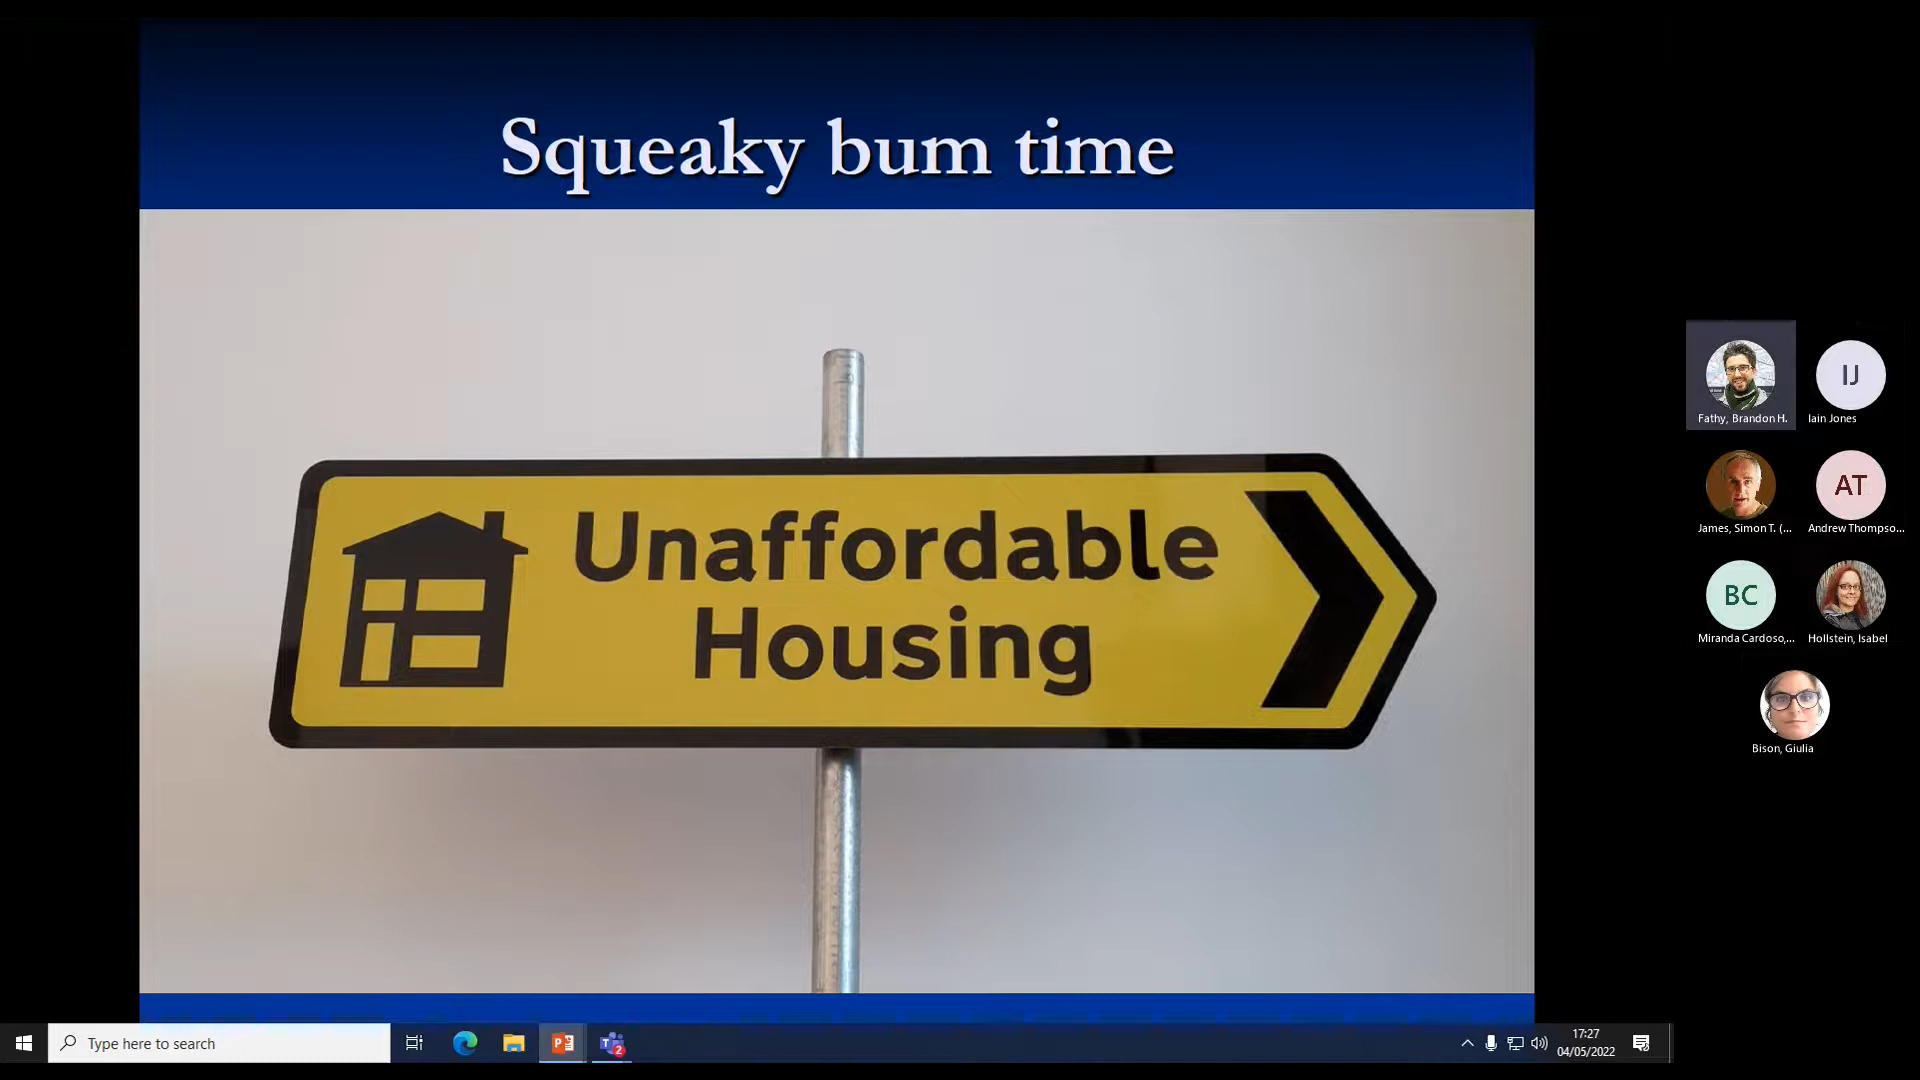 Squeaky bum time
Unaffordable
Housing
Fathy, Brandon H.
IJ
Iain Jones
James, Simon T. (...
AT
Andrew Thompso...
BC
Miranda Cardoso,...
Hollstein, Isabel
Bison, Giulia
Type here to search
2
17:27
04/05/2022